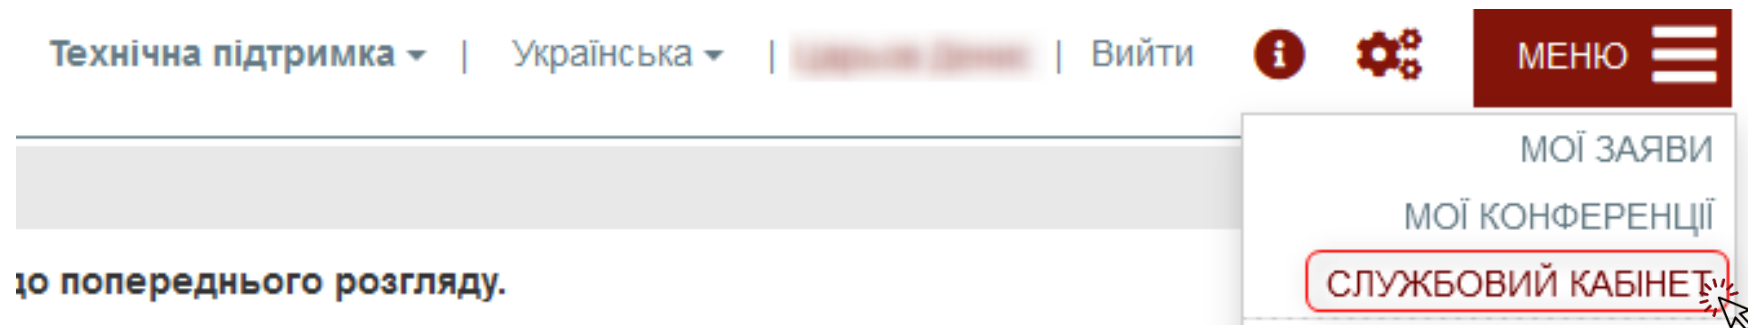 Технічна підтримка | Українська | | Вийти МЕНЮ
МОЇ ЗАЯВИ
МОЇ КОНФЕРЕНЦІЇ
до попереднього розгляду. СЛУЖБОВИЙ КАБІНЕТ